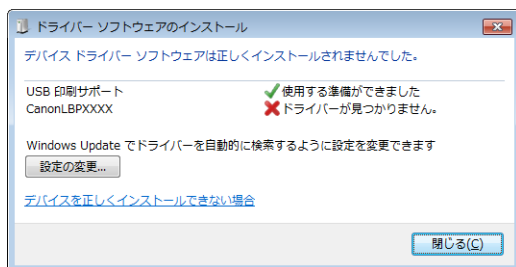 ドライバー ソフトウェアのインストール
デバイス ドライバー ソフトウェアは正しくインストールされませんでした。
USB 印刷サポート 使用する準備ができました
CanonLBPXXXX ドライバーが見つかりません。
Windows Update でドライバーを自動的に検索するように設定を変更できます
設定の変更...
デバイスを正しくインストールできない場合
閉じる(C)